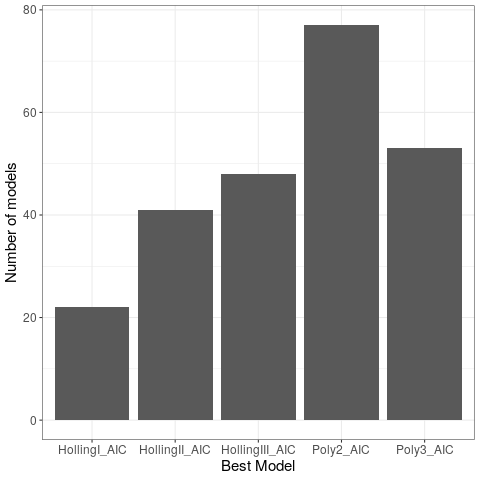 80
60
40
20
0
Number of models
HollingI_AIC HollingII_AIC HollingIII_AIC Poly2_AIC Poly3_AIC
Best Model